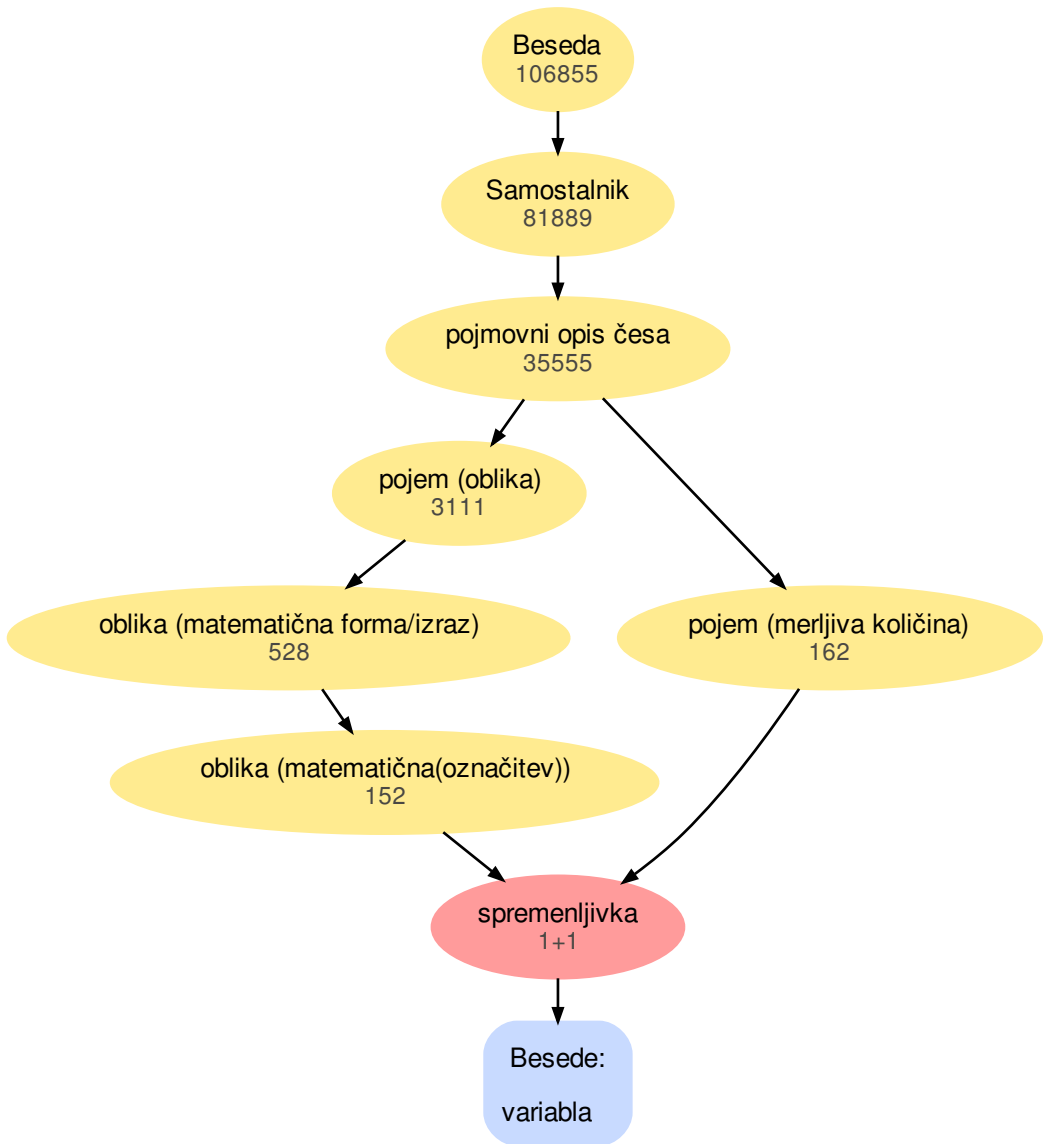 Beseda
106855
Samostalnik
81889
pojmovni opis česa
35555
pojem (oblika)
3111
oblika (matematična forma/izraz)
528
pojem (merljiva količina)
162
oblika (matematična(označitev))
152
spremenljivka
1+1
Besede:
variabla